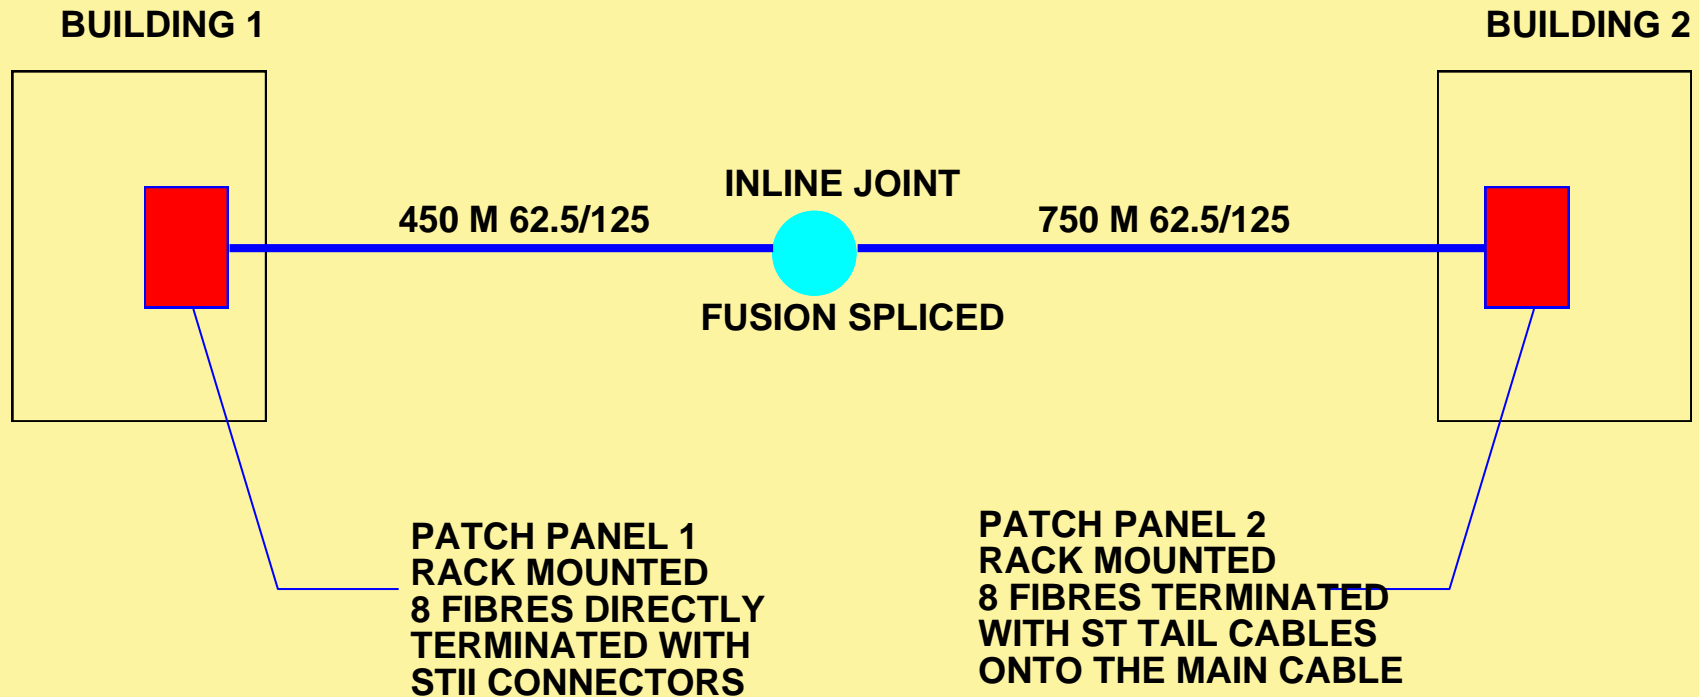 BUILDING 1
BUILDING 2
INLINE JOINT
450 M 62.5/125
750 M 62.5/125
FUSION SPLICED
PATCH PANEL 1
RACK MOUNTED
8 FIBRES DIRECTLY
TERMINATED WITH
STII CONNECTORS
PATCH PANEL 2
RACK MOUNTED
8 FIBRES TERMINATED
WITH ST TAIL CABLES
ONTO THE MAIN CABLE